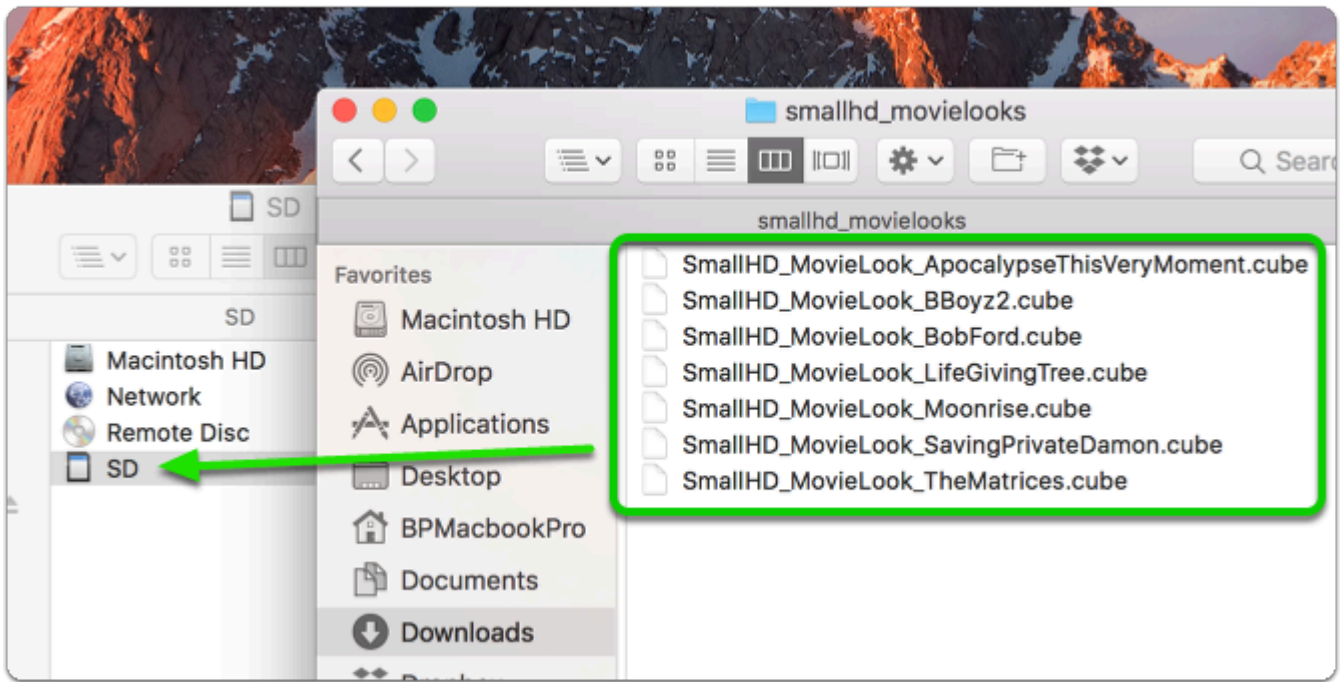 smallhd_movielooks
Sear
SD
smallhd_movielooks
SD
Macintosh HD
Network
Remote Disc
SD
Favorites
Macintosh HD
AirDrop
Applications
Desktop
BPMacbookPro
Documents
Downloads
SmallHD_MovieLook_ApocalypseThisVeryMoment.cube
SmallHD_MovieLook_BBoyz2.cube
SmallHD_MovieLook_BobFord.cube
SmallHD_MovieLook_LifeGivingTree.cube
SmallHD_MovieLook_Moonrise.cube
SmallHD_MovieLook_SavingPrivateDamon.cube
SmallHD_MovieLook_TheMatrices.cube